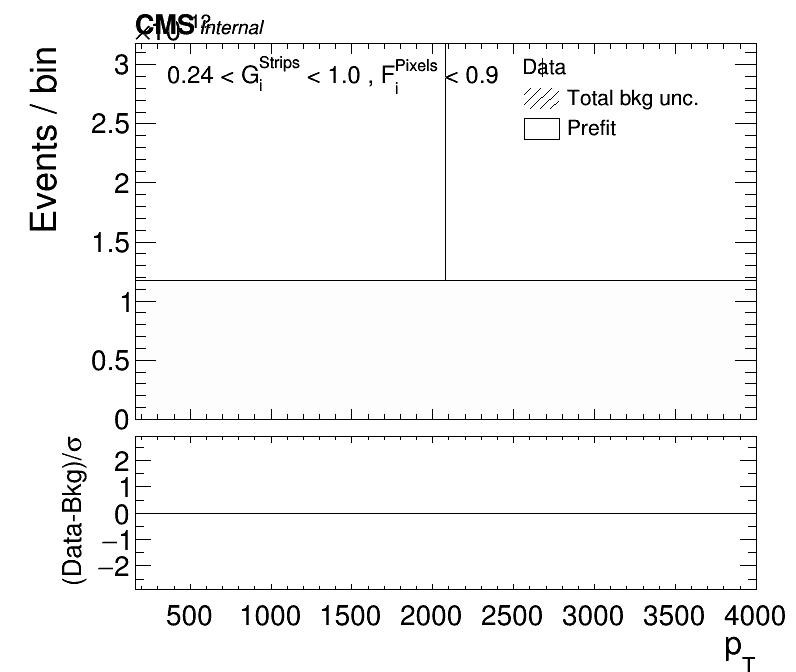 CMS Internal
×10¹²
0.24 < G_i^Strips < 1.0 , F_i^Pixels < 0.9
Data
Total bkg unc.
Prefit
Events / bin
3
2.5
2
1.5
1
0.5
0
(Data-Bkg)/σ
2
1
0
−1
−2
500 1000 1500 2000 2500 3000 3500 4000
p_T